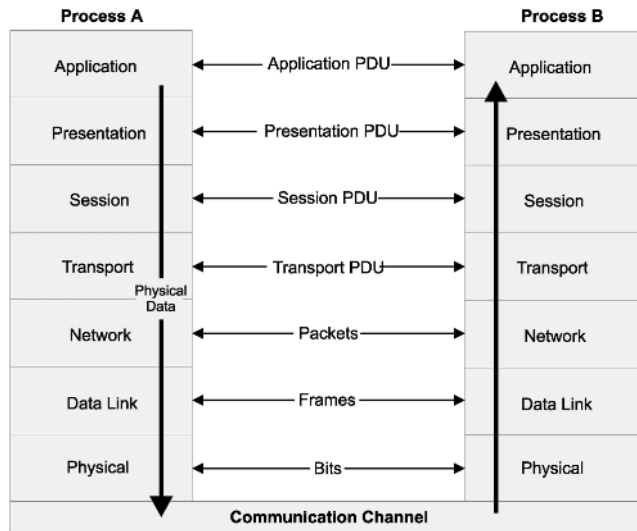 Process A Process B
Application Application PDU Application
Presentation Presentation PDU Presentation
Session Session PDU Session
Transport Transport PDU Transport
Physical
Data
Network Packets Network
Data Link Frames Data Link
Physical Bits Physical
Communication Channel